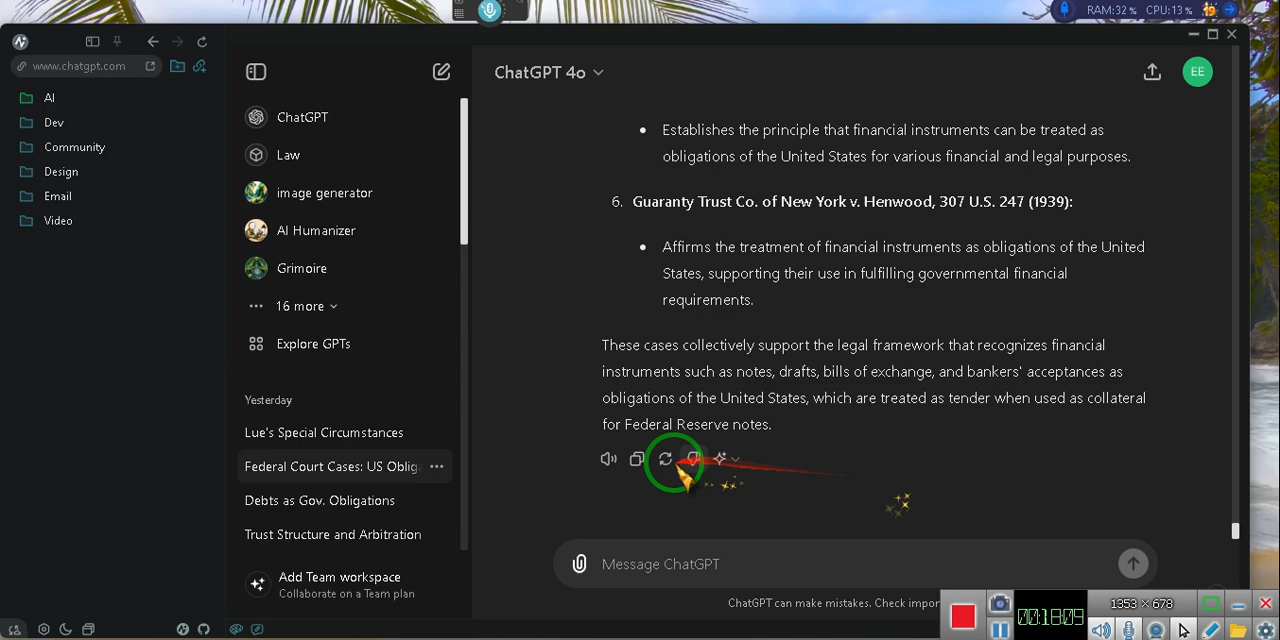 RAM:32% CPU:13% 19
www.chatgpt.com
AI
Dev
Community
Design
Email
Video
ChatGPT
Law
image generator
AI Humanizer
Grimoire
16 more
Explore GPTs
Yesterday
Lue's Special Circumstances
Federal Court Cases: US Oblig
Debts as Gov. Obligations
Trust Structure and Arbitration
Add Team workspace
Collaborate on a Team plan
ChatGPT 4o
EE
• Establishes the principle that financial instruments can be treated as
obligations of the United States for various financial and legal purposes.
6. Guaranty Trust Co. of New York v. Henwood, 307 U.S. 247 (1939):
• Affirms the treatment of financial instruments as obligations of the United
States, supporting their use in fulfilling governmental financial
requirements.
These cases collectively support the legal framework that recognizes financial
instruments such as notes, drafts, bills of exchange, and bankers' acceptances as
obligations of the United States, which are treated as tender when used as collateral
for Federal Reserve notes.
Message ChatGPT
ChatGPT can make mistakes. Check impor
1353 × 678
00:18:09